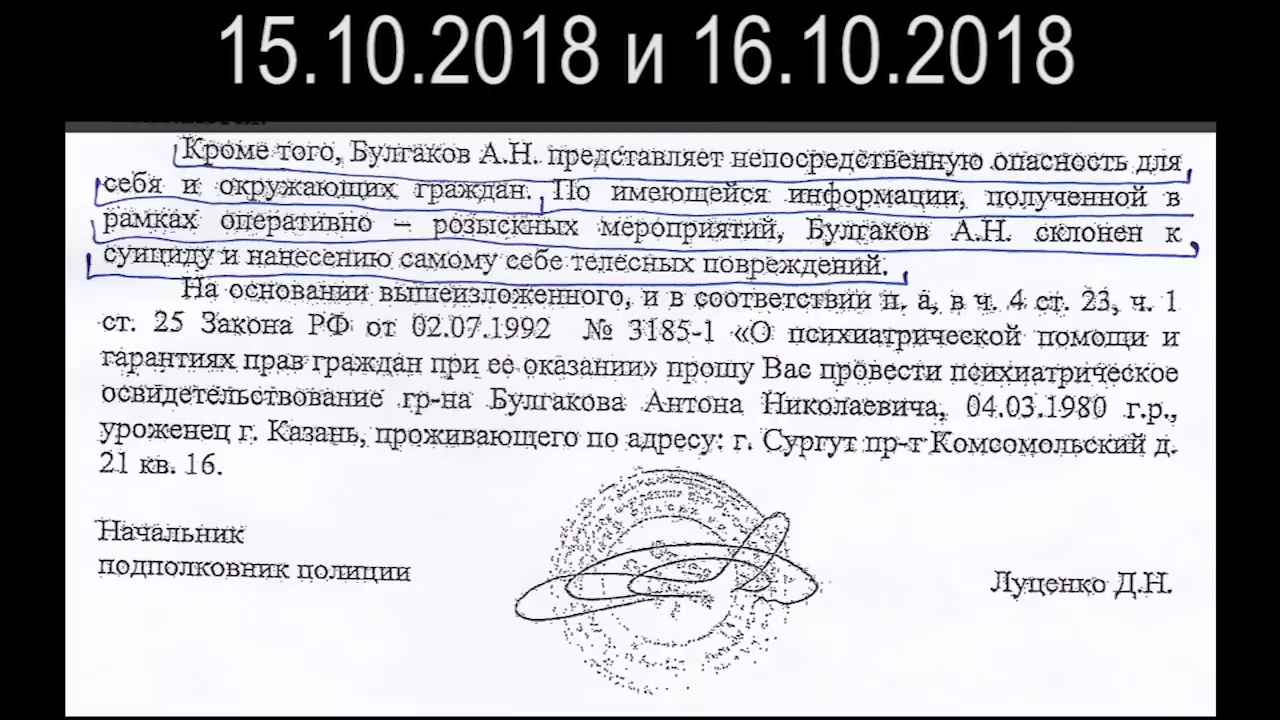 15.10.2018 и 16.10.2018
Кроме того, Булгаков А.Н. представляет непосредственную опасность для
себя и окружающих граждан. По имеющейся информации, полученной в
рамках оперативно – розыскных мероприятий, Булгаков А.Н. склонен к
суициду и нанесению самому себе телесных повреждений.
На основании вышеизложенного, и в соответствии п. а, в ч. 4 ст. 23, ч. 1
ст. 25 Закона РФ от 02.07.1992 № 3185-1 «О психиатрической помощи и
гарантиях прав граждан при ее оказании» прошу Вас провести психиатрическое
освидетельствование гр-на Булгакова Антона Николаевича, 04.03.1980 г.р.,
уроженец г. Казань, проживающего по адресу: г. Сургут пр-т Комсомольский д.
21 кв. 16.
Начальник
подполковник полиции
Луценко Д.Н.